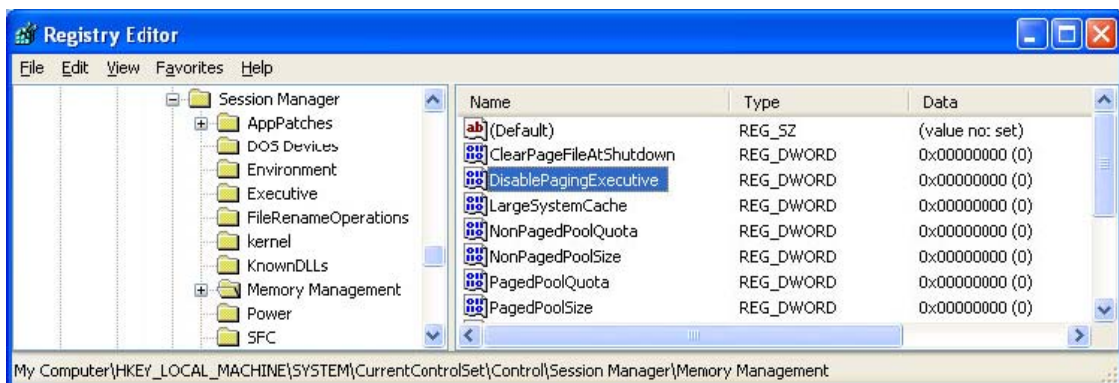 Registry Editor
File Edit View Favorites Help
Session Manager
AppPatches
DOS Devices
Environment
Executive
FileRenameOperations
kernel
KnownDLLs
Memory Management
Power
SFC
Name Type Data
(Default) REG_SZ (value not set)
ClearPageFileAtShutdown REG_DWORD 0x00000000 (0)
DisablePagingExecutive REG_DWORD 0x00000000 (0)
LargeSystemCache REG_DWORD 0x00000000 (0)
NonPagedPoolQuota REG_DWORD 0x00000000 (0)
NonPagedPoolSize REG_DWORD 0x00000000 (0)
PagedPoolQuota REG_DWORD 0x00000000 (0)
PagedPoolSize REG_DWORD 0x00000000 (0)
My Computer\HKEY_LOCAL_MACHINE\SYSTEM\CurrentControlSet\Control\Session Manager\Memory Management